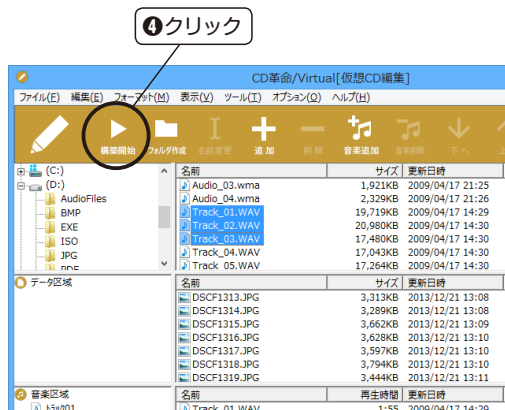 ❹クリック
CD革命/Virtual[仮想CD編集]
ファイル(F) 編集(E) フォーマット(M) 表示(V) ツール(T) オプション(O) ヘルプ(H)
構築開始 フォルダ作成 名前変更 追加 削除 音楽追加 音楽削除 下へ 上
(C:)
(D:)
AudioFiles
BMP
EXE
ISO
JPG
PDF
名前 サイズ 更新日時
Audio_03.wma 1,921KB 2009/04/17 21:25
Audio_04.wma 2,329KB 2009/04/17 21:26
Track_01.WAV 19,719KB 2009/04/17 14:29
Track_02.WAV 20,980KB 2009/04/17 14:30
Track_03.WAV 17,480KB 2009/04/17 14:30
Track_04.WAV 17,043KB 2009/04/17 14:30
Track_05.WAV 17,264KB 2009/04/17 14:30
データ区域
名前 サイズ 更新日時
DSCF1313.JPG 3,313KB 2013/12/21 13:08
DSCF1314.JPG 3,289KB 2013/12/21 13:08
DSCF1315.JPG 3,662KB 2013/12/21 13:09
DSCF1316.JPG 3,628KB 2013/12/21 13:10
DSCF1317.JPG 3,597KB 2013/12/21 13:10
DSCF1318.JPG 3,794KB 2013/12/21 13:10
DSCF1319.JPG 3,444KB 2013/12/21 13:11
音楽区域
トラック01
名前 再生時間 更新日時
Track_01.WAV 1:55 2009/04/17 14:29